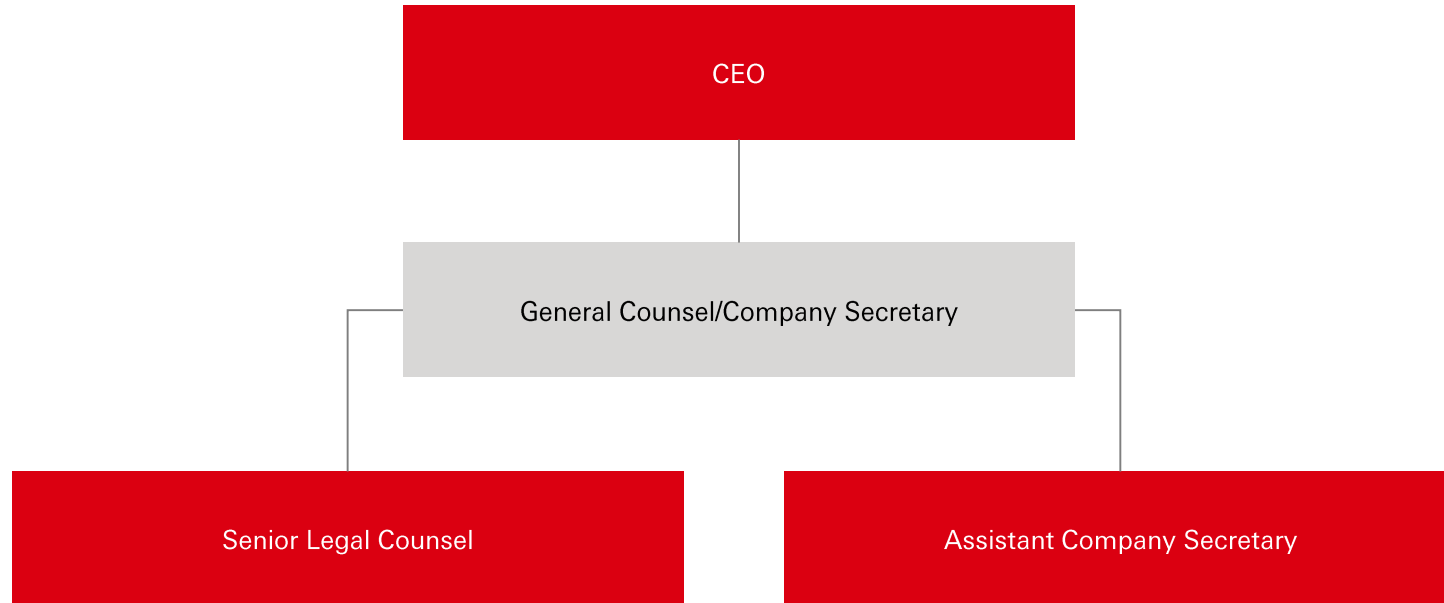 CEO
General Counsel/Company Secretary
Senior Legal Counsel
Assistant Company Secretary